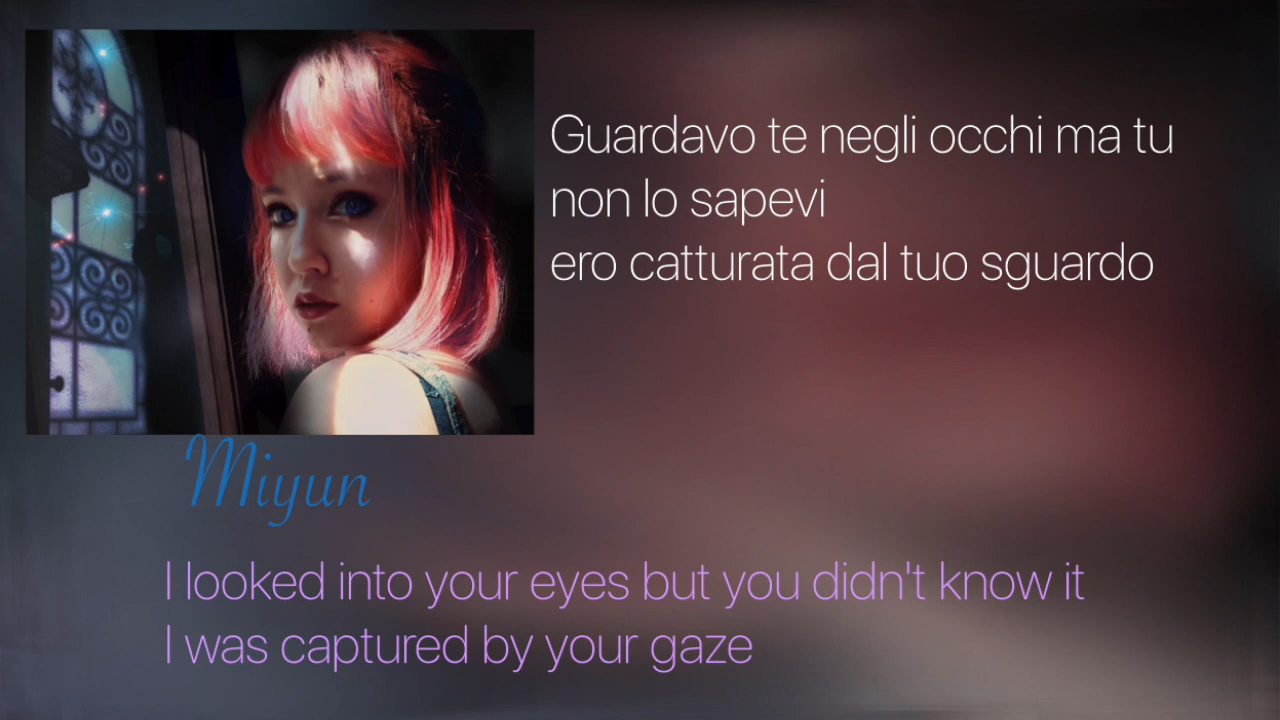 Guardavo te negli occhi ma tu
non lo sapevi
ero catturata dal tuo sguardo
Miyun
I looked into your eyes but you didn't know it
I was captured by your gaze